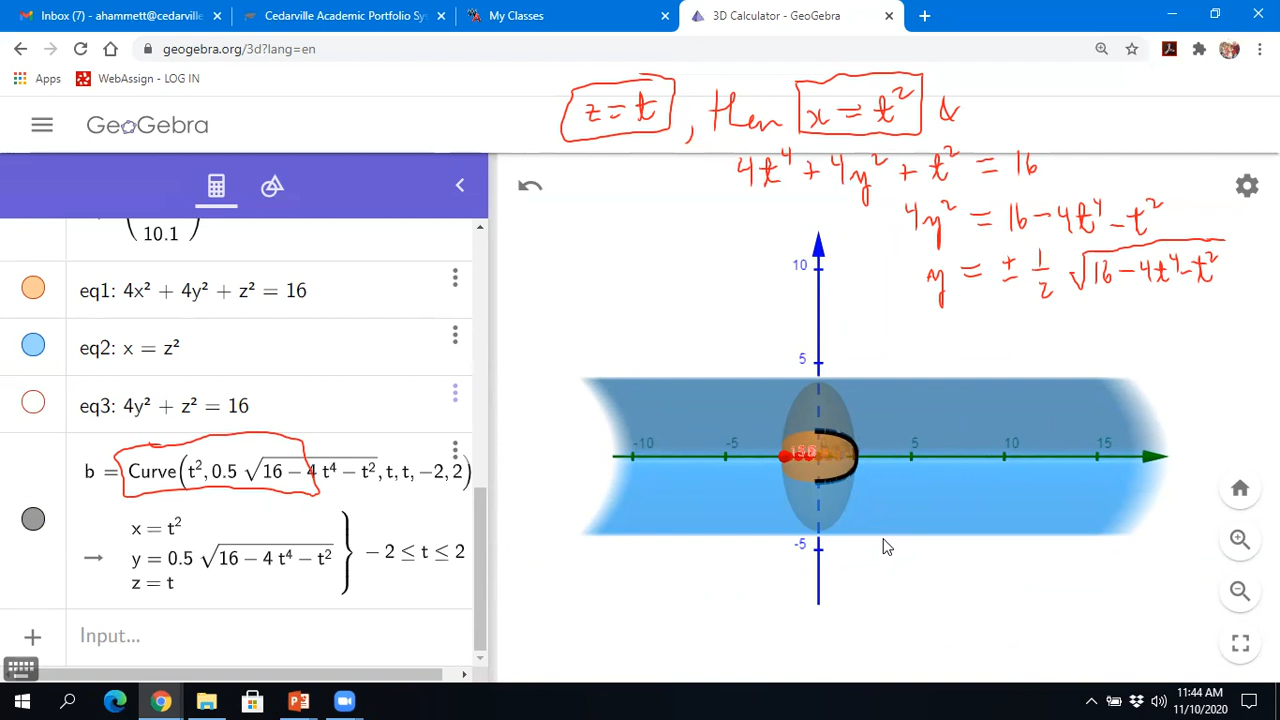 Inbox (7) - ahammett@cedarvill
Cedarville Academic Portfolio Sys
My Classes
3D Calculator - GeoGebra
geogebra.org/3d?lang=en
Apps
WebAssign - LOG IN
GeoGebra
z = t , then x = t² &
4t⁴ + 4y² + t² = 16
4y² = 16 - 4t⁴ - t²
y = ± 1/2 √(16 - 4t⁴ - t²)
10.1
eq1: 4x² + 4y² + z² = 16
eq2: x = z²
eq3: 4y² + z² = 16
b = Curve(t², 0.5 √(16 − 4 t⁴ − t²), t, t, −2, 2)
x = t²
→ y = 0.5 √(16 − 4 t⁴ − t²) } − 2 ≤ t ≤ 2
z = t
Input...
10
5
-10 -5 5 10 15
-5
11:44 AM
11/10/2020